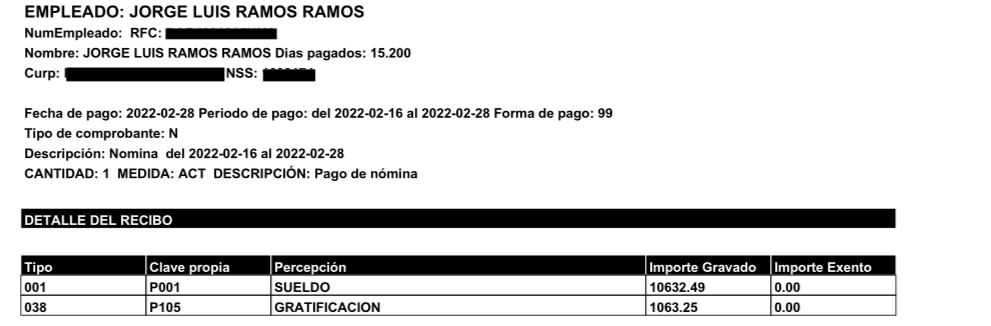 EMPLEADO: JORGE LUIS RAMOS RAMOS
NumEmpleado: RFC:
Nombre: JORGE LUIS RAMOS RAMOS Dias pagados: 15.200
Curp: NSS:
Fecha de pago: 2022-02-28 Periodo de pago: del 2022-02-16 al 2022-02-28 Forma de pago: 99
Tipo de comprobante: N
Descripción: Nomina del 2022-02-16 al 2022-02-28
CANTIDAD: 1 MEDIDA: ACT DESCRIPCIÓN: Pago de nómina
DETALLE DEL RECIBO
Tipo Clave propia Percepción Importe Gravado Importe Exento
001 P001 SUELDO 10632.49 0.00
038 P105 GRATIFICACION 1063.25 0.00